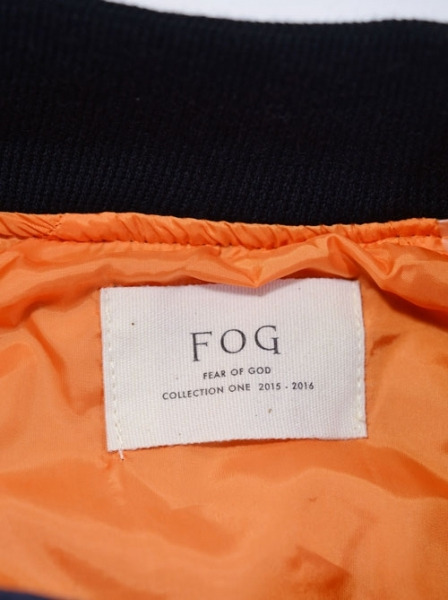 FOG
FEAR OF GOD
COLLECTION ONE 2015 - 2016